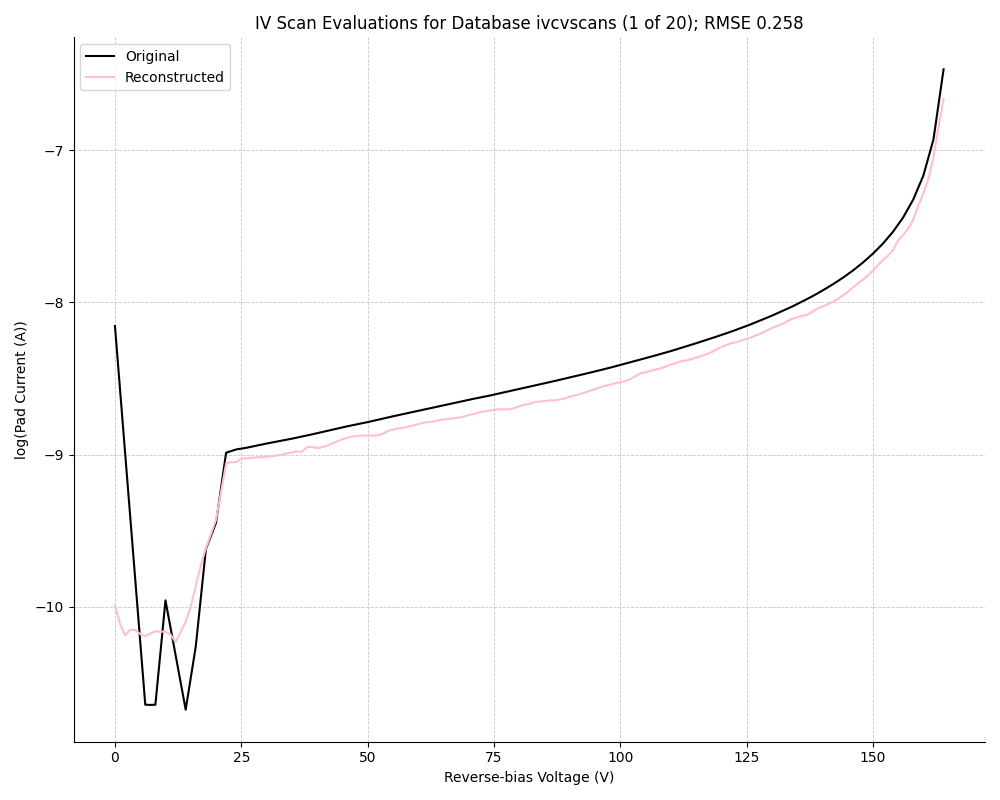 IV Scan Evaluations for Database ivcvscans (1 of 20); RMSE 0.258
Original
Reconstructed
log(Pad Current (A))
−7
−8
−9
−10
0 25 50 75 100 125 150
Reverse-bias Voltage (V)